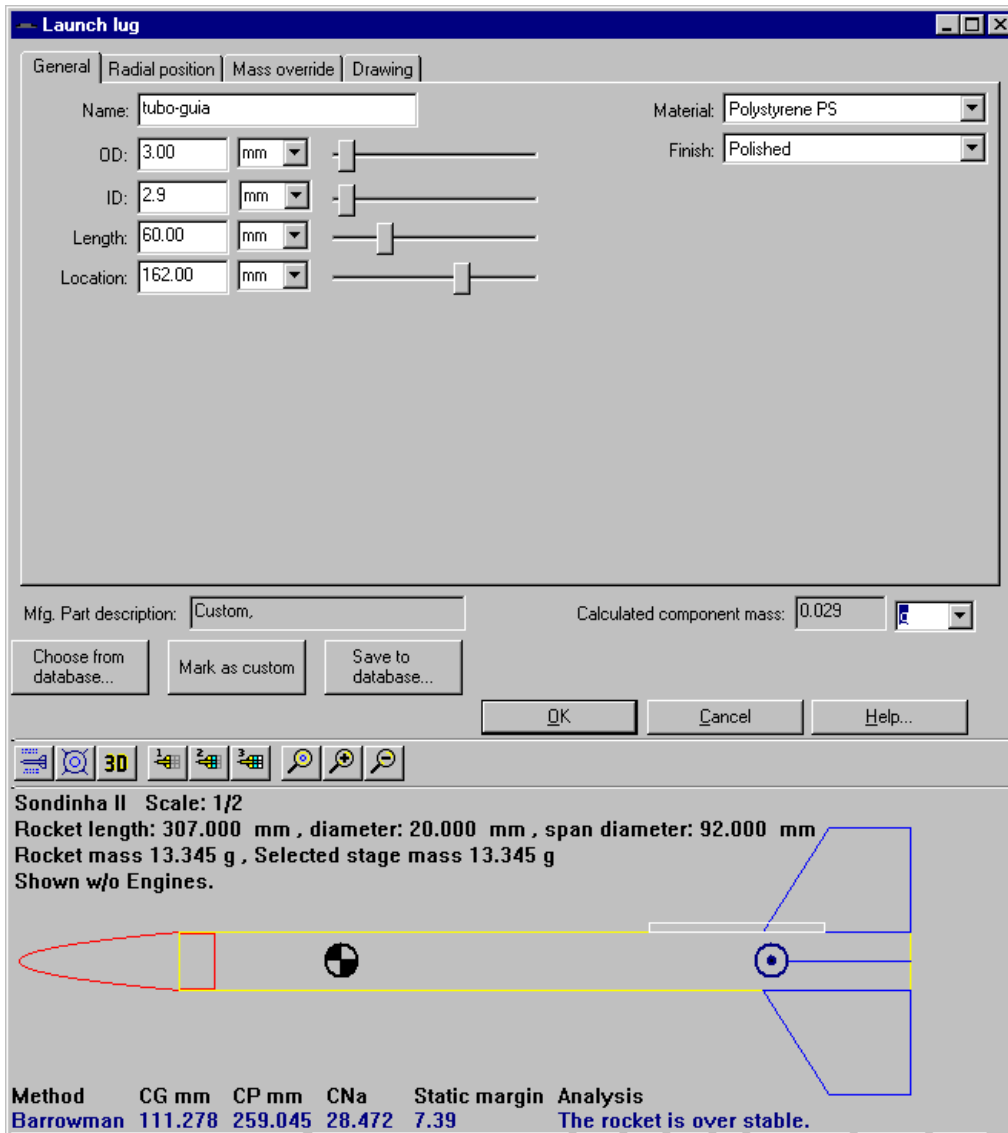 Launch lug
General Radial position Mass override Drawing
Name: tubo-guia Material: Polystyrene PS
OD: 3.00 mm Finish: Polished
ID: 2.9 mm
Length: 60.00 mm
Location: 162.00 mm
Mfg. Part description: Custom, Calculated component mass: 0.029 g
Choose from database... Mark as custom Save to database...
OK Cancel Help...
3D 1 2 3
Sondinha II Scale: 1/2
Rocket length: 307.000 mm , diameter: 20.000 mm , span diameter: 92.000 mm
Rocket mass 13.345 g , Selected stage mass 13.345 g
Shown w/o Engines.
Method CG mm CP mm CNa Static margin Analysis
Barrowman 111.278 259.045 28.472 7.39 The rocket is over stable.